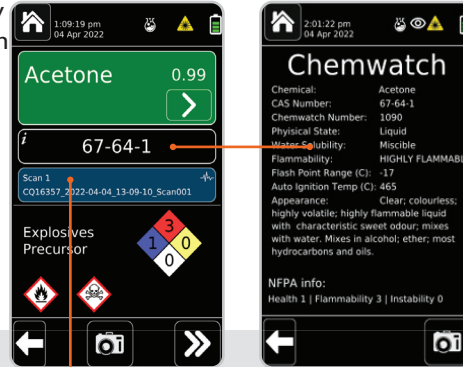 y
n
1:09:19 pm
04 Apr 2022
Acetone 0.99
i 67-64-1
Scan 1
CQ16357_2022-04-04_13-09-10_Scan001
Explosives
Precursor
3
1 0
0
2:01:22 pm
04 Apr 2022
Chemwatch
Chemical: Acetone
CAS Number: 67-64-1
Chemwatch Number: 1090
Phyisical State: Liquid
Water Solubility: Miscible
Flammability: HIGHLY FLAMMABL
Flash Point Range (C): -17
Auto Ignition Temp (C): 465
Appearance: Clear; colourless;
highly volatile; highly flammable liquid
with characteristic sweet odour; mixes
with water. Mixes in alcohol; ether; most
hydrocarbons and oils.
NFPA info:
Health 1 | Flammability 3 | Instability 0